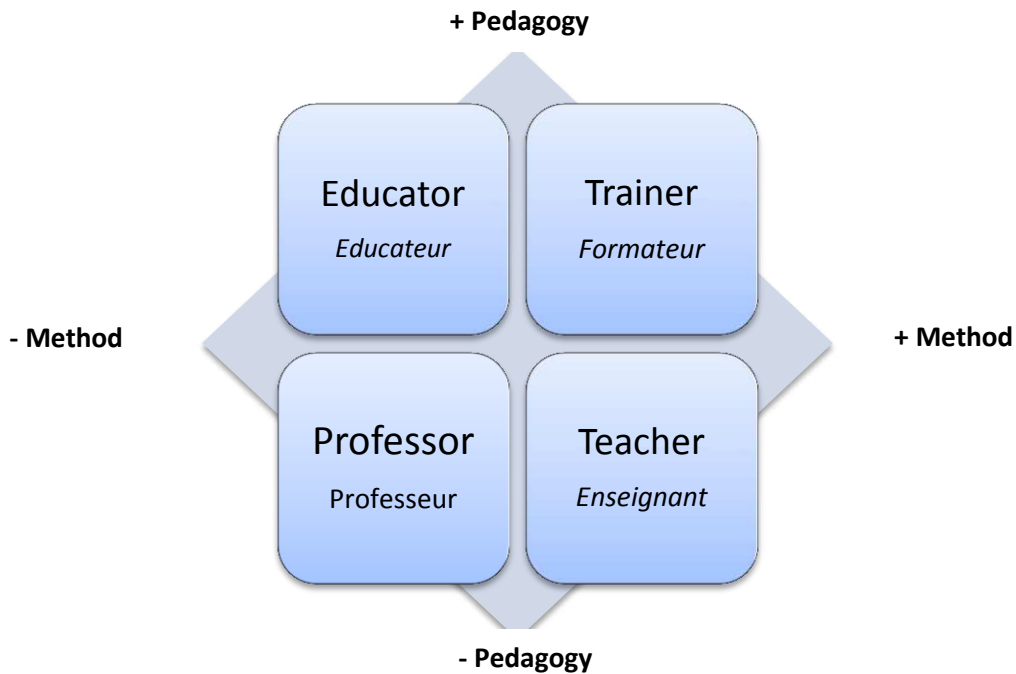 + Pedagogy
Educator
Educateur
Trainer
Formateur
- Method
+ Method
Professor
Professeur
Teacher
Enseignant
- Pedagogy